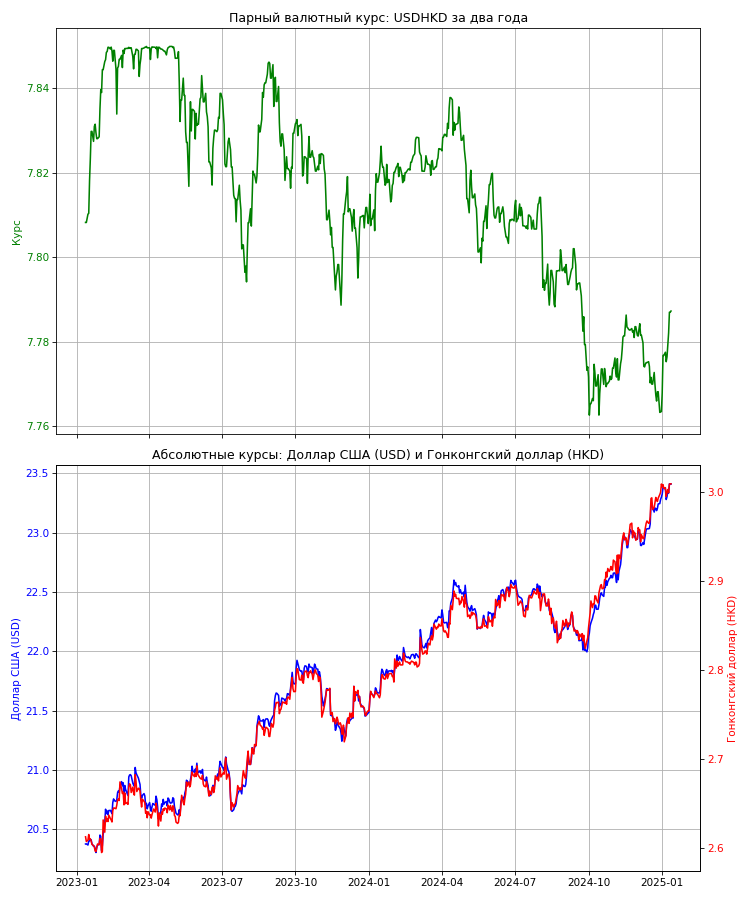 Парный валютный курс: USDHKD за два года
7.84
7.82
7.80
7.78
7.76
Курс
Абсолютные курсы: Доллар США (USD) и Гонконгский доллар (HKD)
23.5
23.0
22.5
22.0
21.5
21.0
20.5
Доллар США (USD)
3.0
2.9
2.8
2.7
2.6
Гонконгский доллар (HKD)
2023-01 2023-04 2023-07 2023-10 2024-01 2024-04 2024-07 2024-10 2025-01